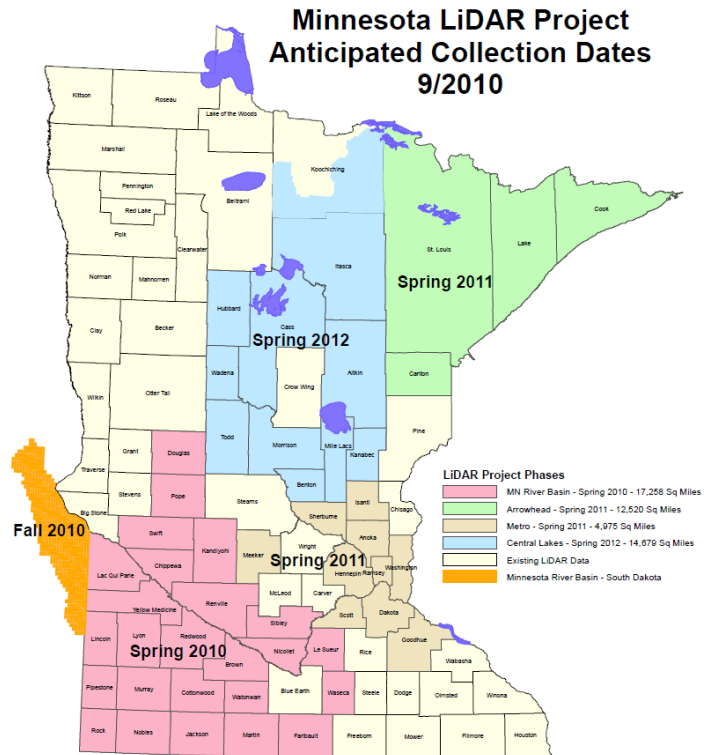 Minnesota LiDAR Project
Anticipated Collection Dates
9/2010
Kittson
Roseau
Lake of the Woods
Marshall
Koochiching
Pennington
Beltrami
Red Lake
Cook
Polk
Clearwater
St. Louis
Lake
Itasca
Norman
Mahnomen
Spring 2011
Hubbard
Cass
Clay
Becker
Spring 2012
Wadena
Aitkin
Carlton
Crow Wing
Otter Tail
Wilkin
Pine
Todd
Morrison
Mille Lacs
Kanabec
Grant
Douglas
Traverse
Benton
Stevens
Pope
Stearns
Isanti
Big Stone
Sherburne
Chisago
Fall 2010
Swift
Anoka
Kandiyohi
Wright
Meeker
Spring 2011
Chippewa
Washington
Hennepin
Ramsey
Lac Qui Parle
McLeod
Carver
Renville
Yellow Medicine
Scott
Dakota
Sibley
Lincoln
Lyon
Redwood
Goodhue
Spring 2010
Nicollet
Le Sueur
Rice
Brown
Wabasha
Pipestone
Murray
Cottonwood
Watonwan
Blue Earth
Waseca
Steele
Dodge
Olmsted
Winona
Rock
Nobles
Jackson
Martin
Faribault
Freeborn
Mower
Fillmore
Houston
LiDAR Project Phases
MN River Basin - Spring 2010 - 17,258 Sq Miles
Arrowhead - Spring 2011 - 12,520 Sq Miles
Metro - Spring 2011 - 4,975 Sq Miles
Central Lakes - Spring 2012 - 14,679 Sq Miles
Existing LiDAR Data
Minnesota River Basin - South Dakota